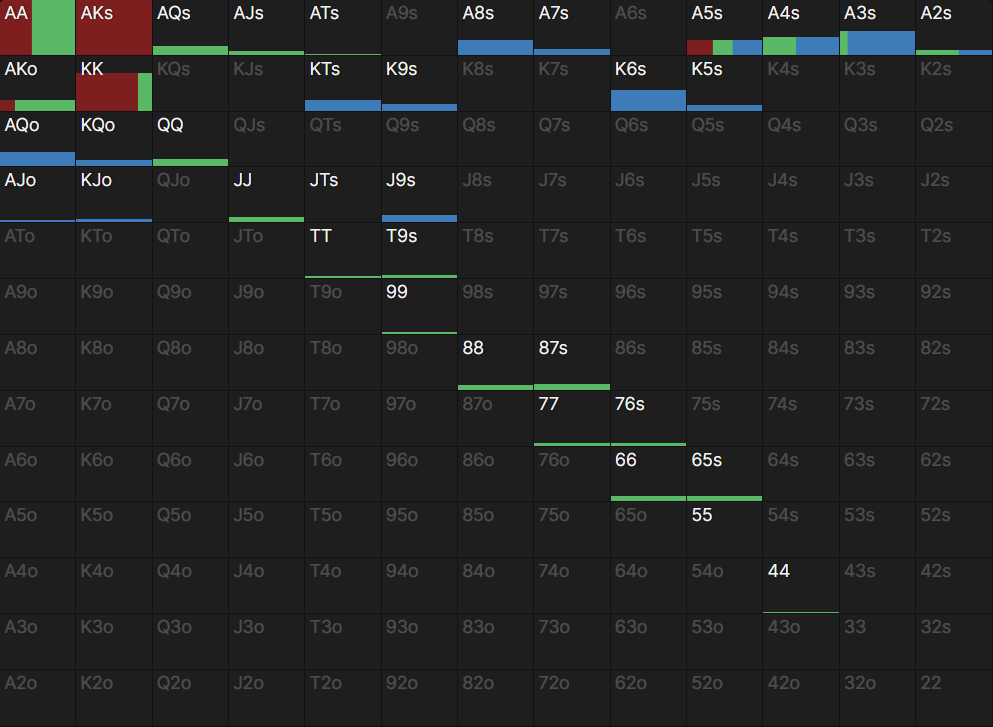 AA AKs AQs AJs ATs A9s A8s A7s A6s A5s A4s A3s A2s
AKo KK KQs KJs KTs K9s K8s K7s K6s K5s K4s K3s K2s
AQo KQo QQ QJs QTs Q9s Q8s Q7s Q6s Q5s Q4s Q3s Q2s
AJo KJo QJo JJ JTs J9s J8s J7s J6s J5s J4s J3s J2s
ATo KTo QTo JTo TT T9s T8s T7s T6s T5s T4s T3s T2s
A9o K9o Q9o J9o T9o 99 98s 97s 96s 95s 94s 93s 92s
A8o K8o Q8o J8o T8o 98o 88 87s 86s 85s 84s 83s 82s
A7o K7o Q7o J7o T7o 97o 87o 77 76s 75s 74s 73s 72s
A6o K6o Q6o J6o T6o 96o 86o 76o 66 65s 64s 63s 62s
A5o K5o Q5o J5o T5o 95o 85o 75o 65o 55 54s 53s 52s
A4o K4o Q4o J4o T4o 94o 84o 74o 64o 54o 44 43s 42s
A3o K3o Q3o J3o T3o 93o 83o 73o 63o 53o 43o 33 32s
A2o K2o Q2o J2o T2o 92o 82o 72o 62o 52o 42o 32o 22